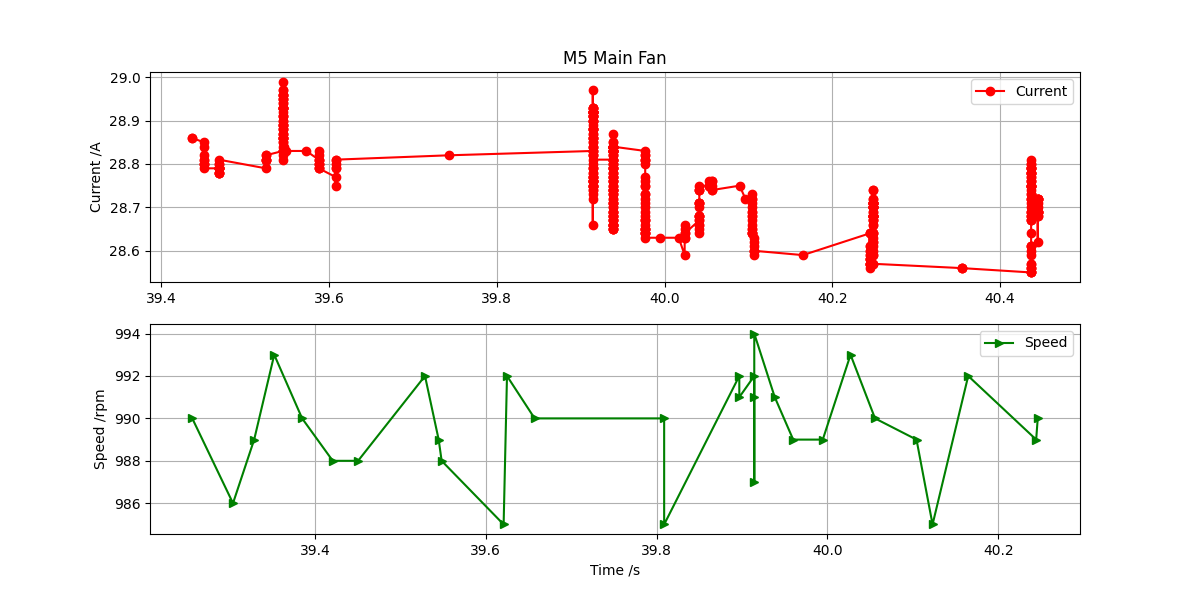 M5 Main Fan
29.0
28.9
28.8
28.7
28.6
Current /A
Current
39.4 39.6 39.8 40.0 40.2 40.4
994
992
990
988
986
Speed /rpm
Speed
39.4 39.6 39.8 40.0 40.2
Time /s